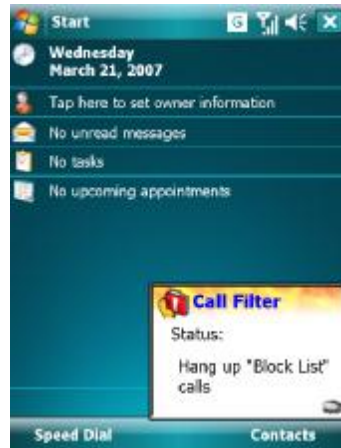 Start
G
Wednesday
March 21, 2007
Tap here to set owner information
No unread messages
No tasks
No upcoming appointments
Call Filter
Status:
Hang up "Block List"
calls
Speed Dial
Contacts